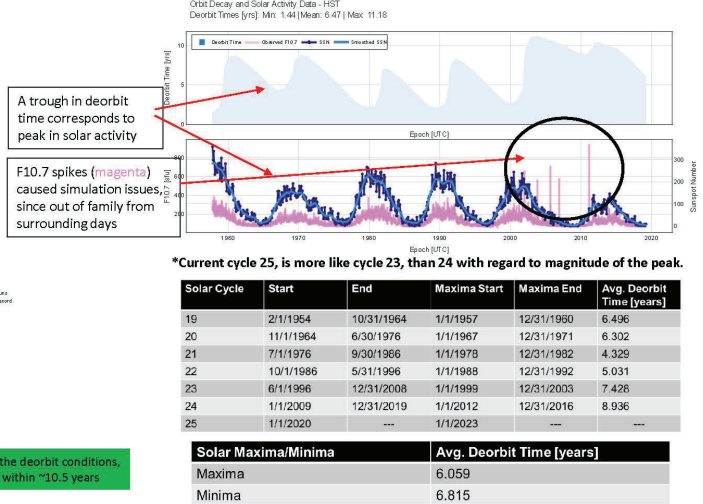 Orbit Decay and Solar Activity Data - HST
Deorbit Times [yrs]: Min: 1.44 | Mean: 6.47 | Max: 11.18
Deorbit Time Observed F10.7 SSN Smoothed SSN
Deorbit Time [yrs]
10
5
0
Epoch [UTC]
A trough in deorbit
time corresponds to
peak in solar activity
F10.7 spikes (magenta)
caused simulation issues,
since out of family from
surrounding days
F10.7 [sfu]
800
600
400
200
300
200
100
0
Sunspot Number
1960 1970 1980 1990 2000 2010 2020
Epoch [UTC]
*Current cycle 25, is more like cycle 23, than 24 with regard to magnitude of the peak.
Solar Cycle Start End Maxima Start Maxima End Avg. Deorbit
Time [years]
19 2/1/1954 10/31/1964 1/1/1957 12/31/1960 6.496
20 11/1/1964 6/30/1976 1/1/1967 12/31/1971 6.302
21 7/1/1976 9/30/1986 1/1/1978 12/31/1982 4.329
22 10/1/1986 5/31/1996 1/1/1988 12/31/1992 5.031
23 6/1/1996 12/31/2008 1/1/1999 12/31/2003 7.428
24 1/1/2009 12/31/2019 1/1/2012 12/31/2016 8.936
25 1/1/2020 --- 1/1/2023 --- ---
the deorbit conditions,
within ~10.5 years
Solar Maxima/Minima Avg. Deorbit Time [years]
Maxima 6.059
Minima 6.815